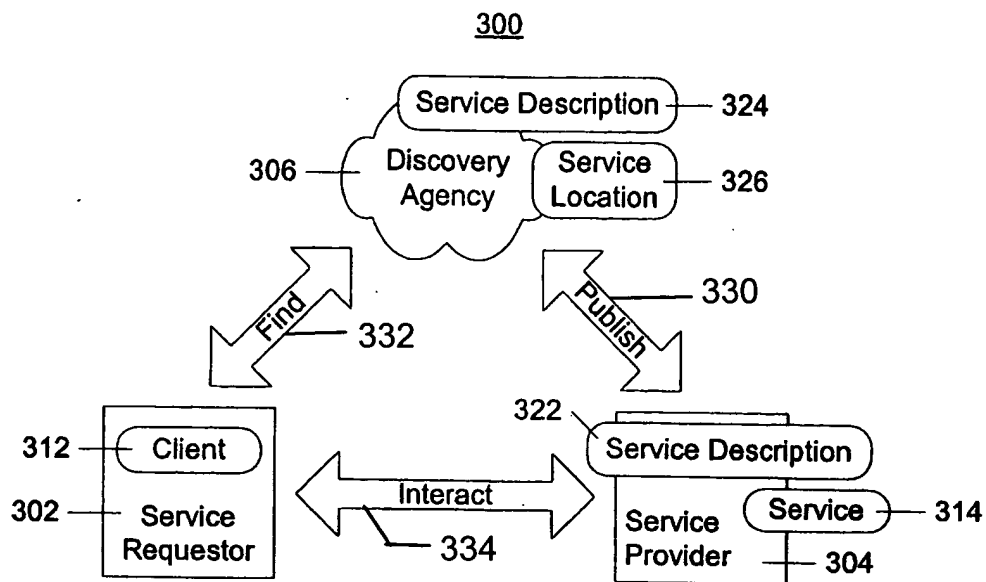 300
Service Description
324
306
Discovery
Agency
Service
Location
326
Find
332
Publish
330
312
Client
302
Service
Requestor
Interact
334
322
Service Description
Service
314
Service
Provider
304